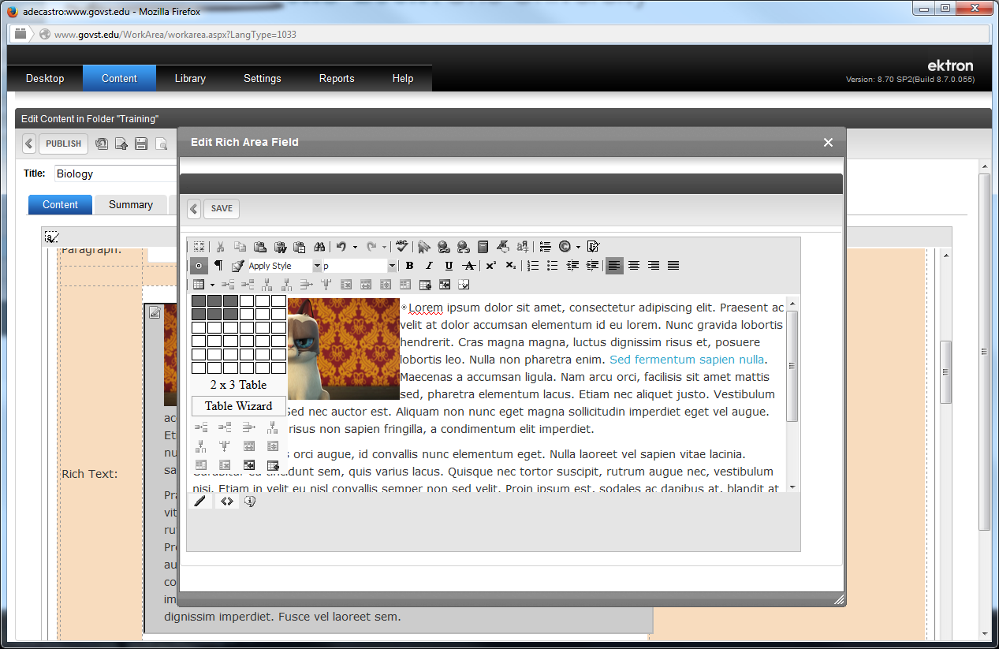 adecastro:www.govst.edu - Mozilla Firefox
www.govst.edu/WorkArea/workarea.aspx?LangType=1033
ektron
Desktop Content Library Settings Reports Help
Version: 8.70 SP2(Build 8.7.0.055)
Edit Content in Folder "Training"
PUBLISH
Edit Rich Area Field
Title: Biology
Content Summary
SAVE
Paragraph:
ABC
Apply Style p B I U A x² x₂
Lorem ipsum dolor sit amet, consectetur adipiscing elit. Praesent ac
velit at dolor accumsan elementum id eu lorem. Nunc gravida lobortis
hendrerit. Cras magna magna, luctus dignissim risus et, posuere
lobortis leo. Nulla non pharetra enim. Sed fermentum sapien nulla.
Maecenas a accumsan ligula. Nam arcu orci, facilisis sit amet mattis
sed, pharetra elementum lacus. Etiam nec aliquet justo. Vestibulum
sed nec auctor est. Aliquam non nunc eget magna sollicitudin imperdiet eget vel augue.
risus non sapien fringilla, a condimentum elit imperdiet.
orci augue, id convallis nunc elementum eget. Nulla laoreet vel sapien vitae lacinia.
tincidunt sem, quis varius lacus. Quisque nec tortor suscipit, rutrum augue nec, vestibulum
nisi. Etiam in velit eu nisl convallis semper non sed velit. Proin ipsum est, sodales ac dapibus at, blandit at
2 x 3 Table
Table Wizard
Rich Text:
ac
Et
nu
sa
Pra
vit
ru
Pr
au
co
im
dignissim imperdiet. Fusce vel laoreet sem.